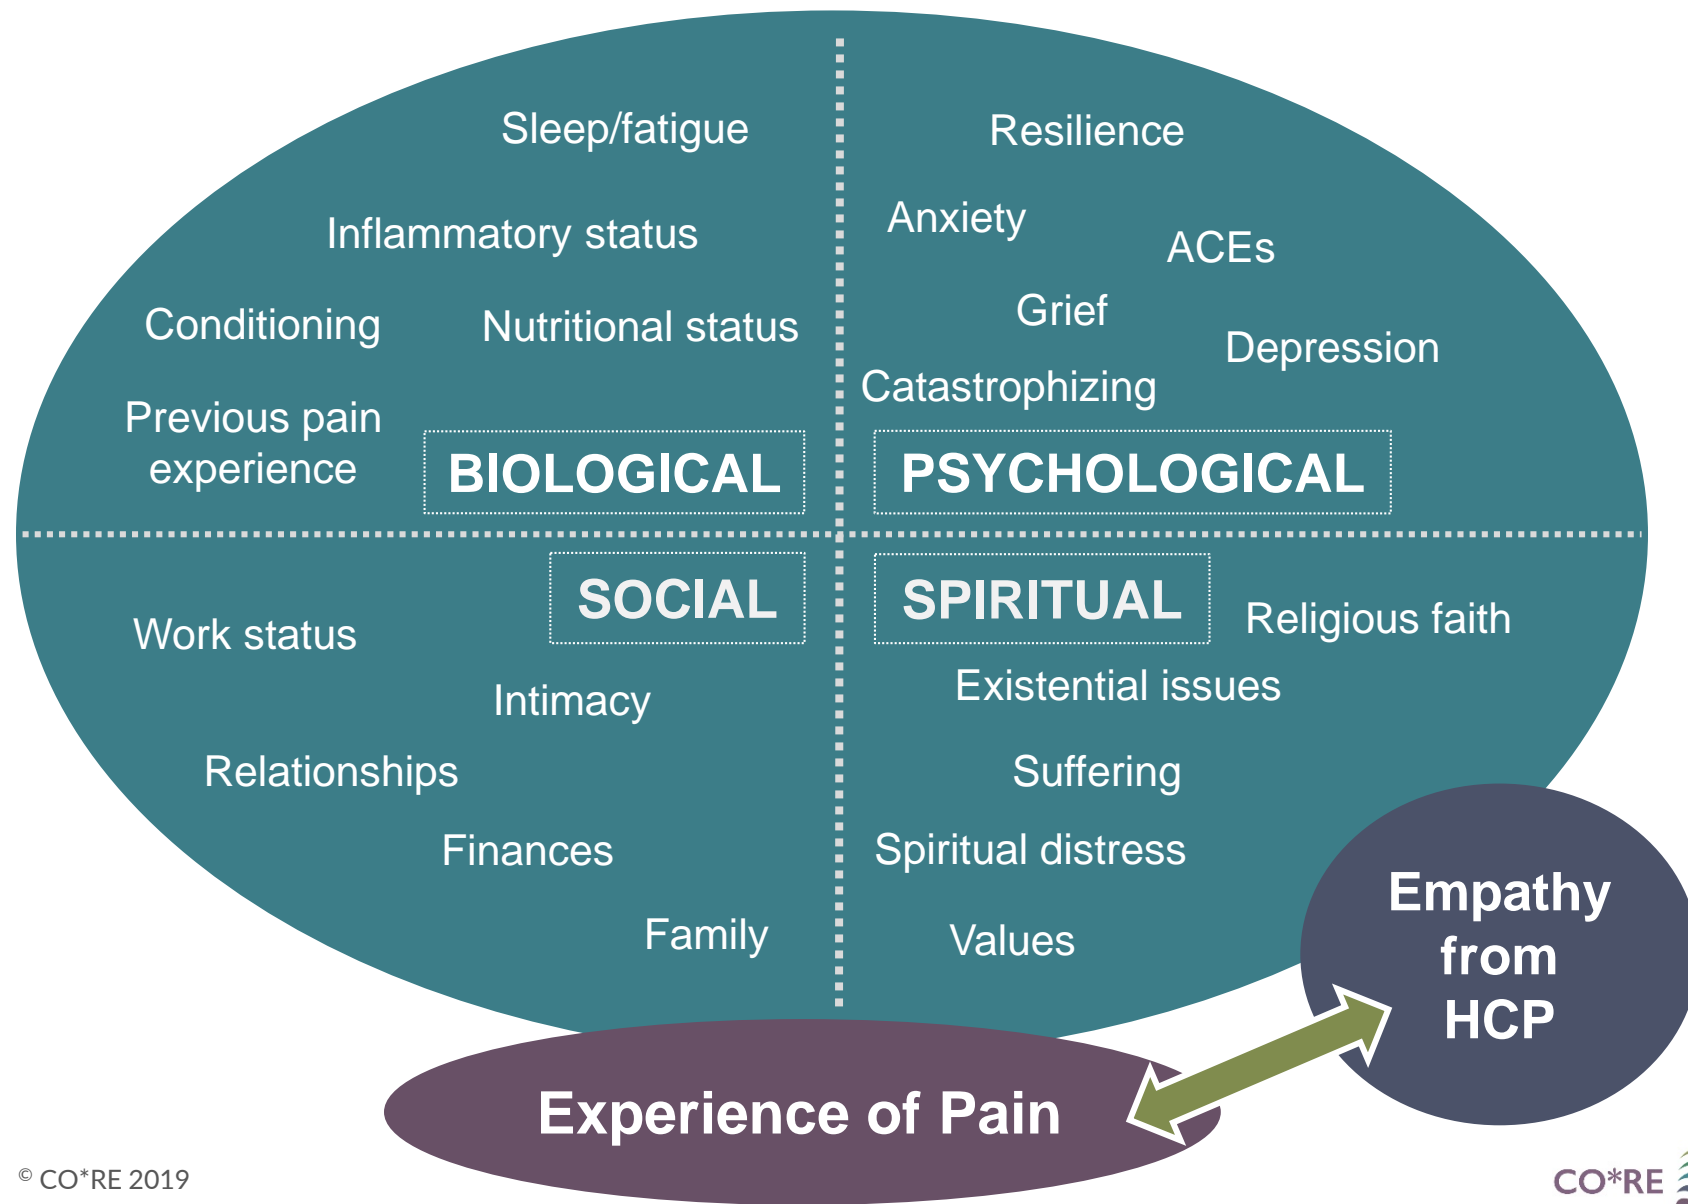 Sleep/fatigue
Inflammatory status
Conditioning
Nutritional status
Previous pain
experience
BIOLOGICAL
Resilience
Anxiety
ACEs
Grief
Depression
Catastrophizing
PSYCHOLOGICAL
SOCIAL
Work status
Intimacy
Relationships
Finances
Family
SPIRITUAL
Religious faith
Existential issues
Suffering
Spiritual distress
Values
Empathy
from
HCP
Experience of Pain
© CO*RE 2019
CO*RE